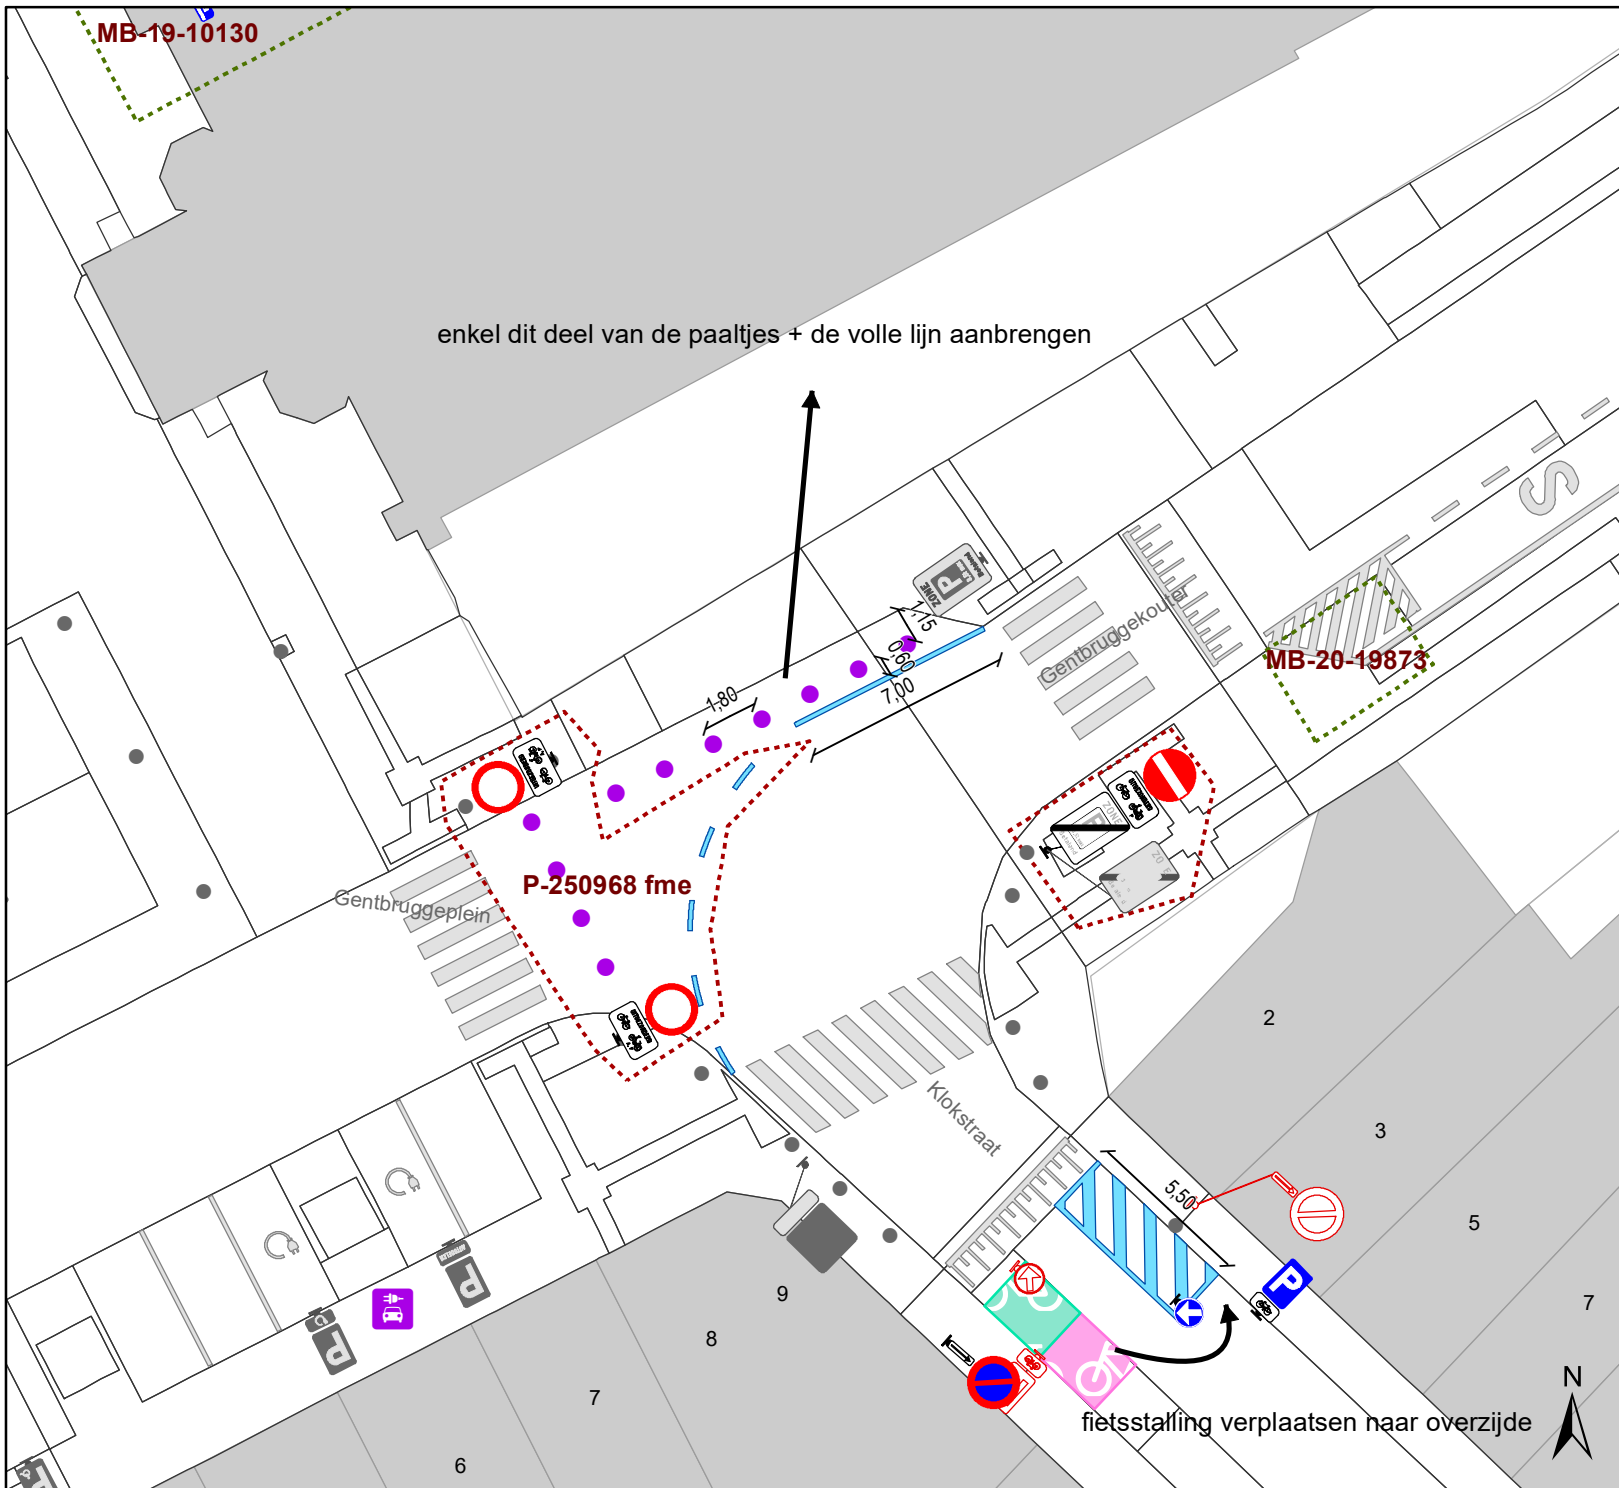 MB-19-10130
enkel dit deel van de paaltjes + de volle lijn aanbrengen
S
ZONE
P
1,15
0,60
7,00
1,80
Gentbruggekouter
MB-20-19873
ZONE
P-250968 fme
Gentbruggeplein
Klokstraat
2
3
5
7
5,50
P
9
8
7
6
P
P
fietsstalling verplaatsen naar overzijde
N